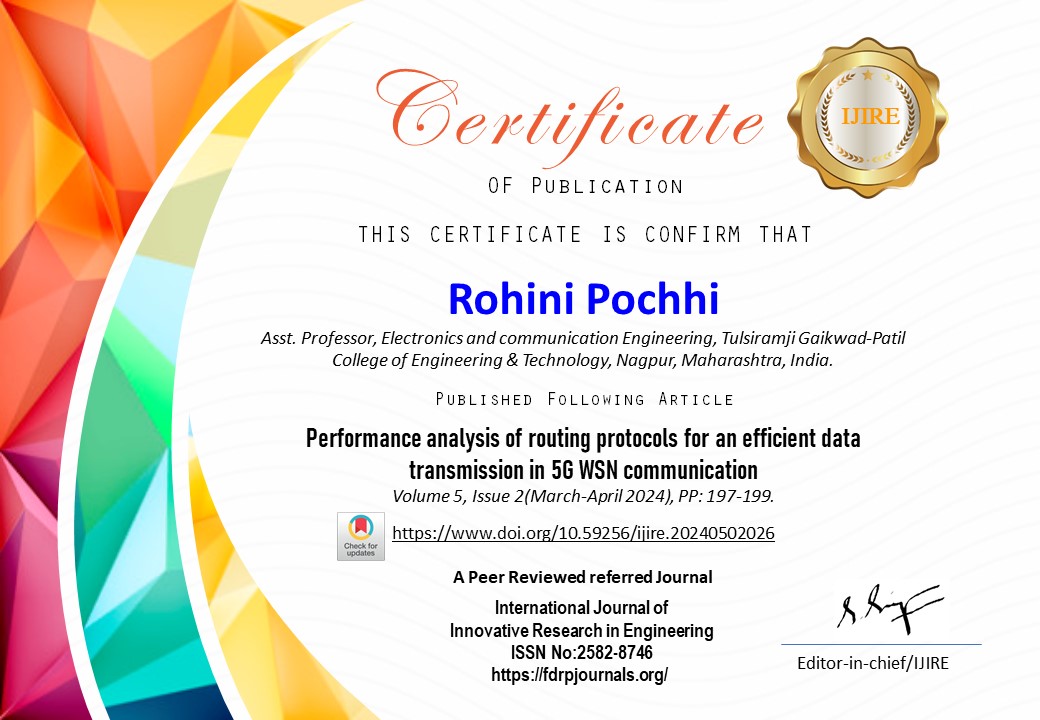 Certificate
IJIRE
OF Publication
THIS CERTIFICATE IS CONFIRM THAT
Rohini Pochhi
Asst. Professor, Electronics and communication Engineering, Tulsiramji Gaikwad-Patil
College of Engineering & Technology, Nagpur, Maharashtra, India.
Published Following Article
Performance analysis of routing protocols for an efficient data
transmission in 5G WSN communication
Volume 5, Issue 2(March-April 2024), PP: 197-199.
Check for
updates
https://www.doi.org/10.59256/ijire.20240502026
A Peer Reviewed referred Journal
International Journal of
Innovative Research in Engineering
ISSN No:2582-8746
https://fdrpjournals.org/
Editor-in-chief/IJIRE